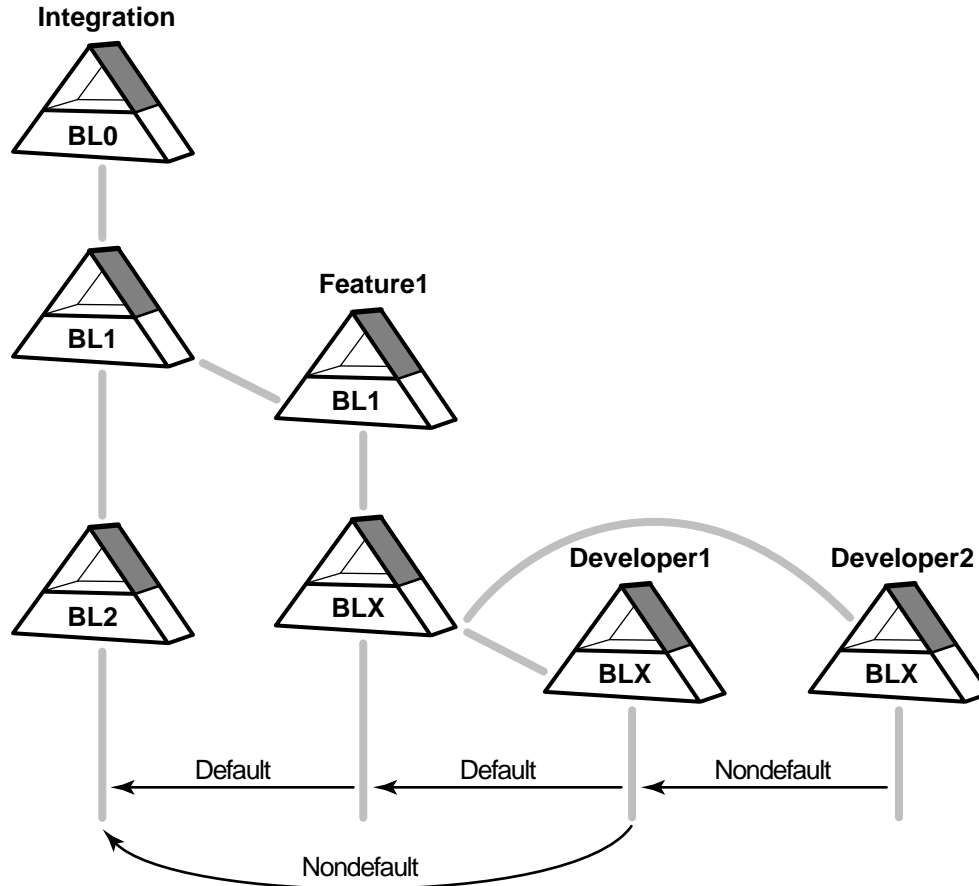 Integration
BL0
BL1
Feature1
BL1
BL2
BLX
Developer1
Developer2
BLX
BLX
Default
Default
Nondefault
Nondefault